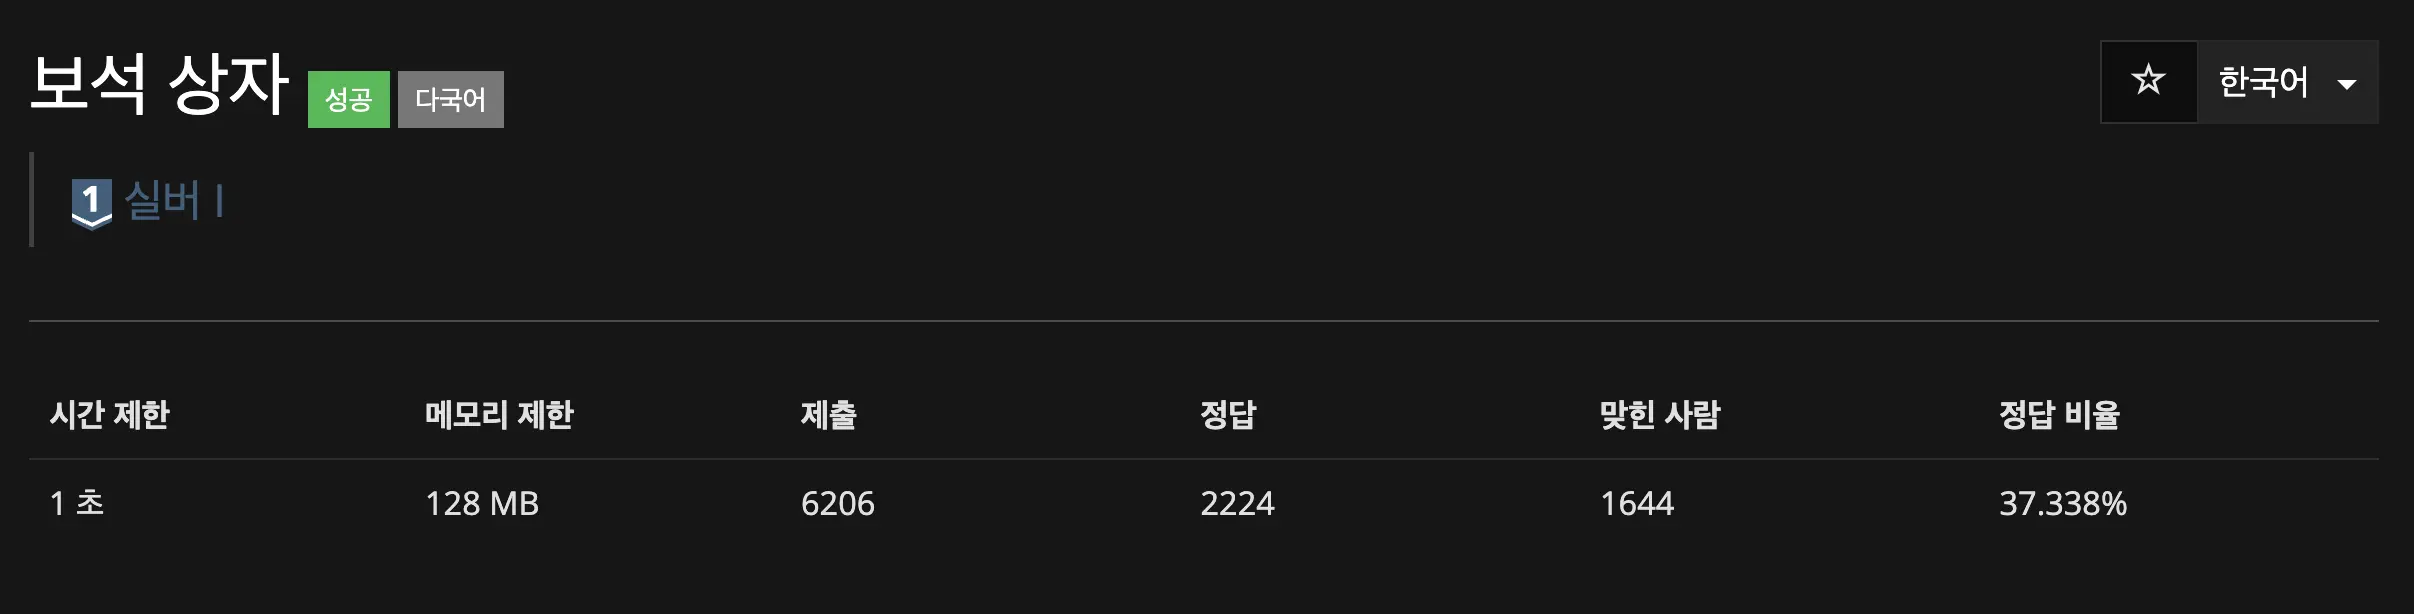 보석 상자 성공 다국어
☆ 한국어
1 실버 I
시간 제한 메모리 제한 제출 정답 맞힌 사람 정답 비율
1 초 128 MB 6206 2224 1644 37.338%